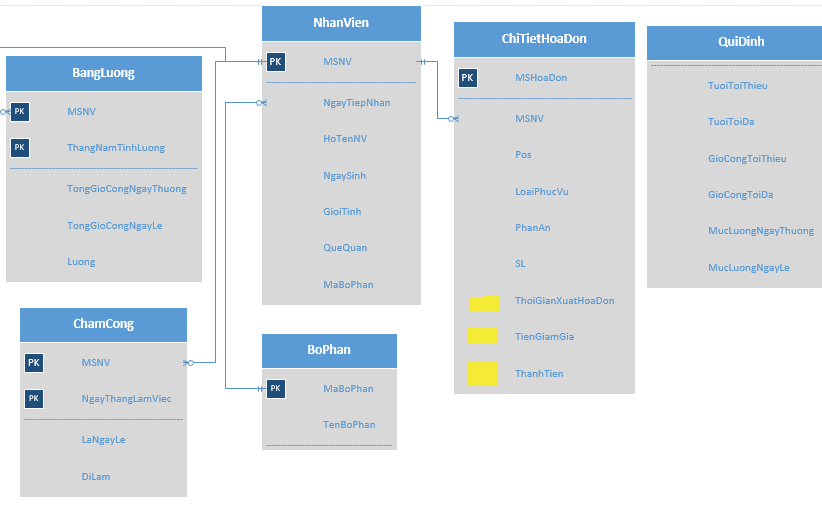 BangLuong
PK MSNV
PK ThangNamTinhLuong
TongGioCongNgayThuong
TongGioCongNgayLe
Luong
ChamCong
PK MSNV
PK NgayThangLamViec
LaNgayLe
DiLam
NhanVien
PK MSNV
NgayTiepNhan
HoTenNV
NgaySinh
GioiTinh
QueQuan
MaBoPhan
BoPhan
PK MaBoPhan
TenBoPhan
ChiTietHoaDon
PK MSHoaDon
MSNV
Pos
LoaiPhucVu
PhanAn
SL
ThoiGianXuatHoaDon
TienGiamGia
ThanhTien
QuiDinh
TuoiToiThieu
TuoiToiDa
GioCongToiThieu
GioCongToiDa
MucLuongNgayThuong
MucLuongNgayLe